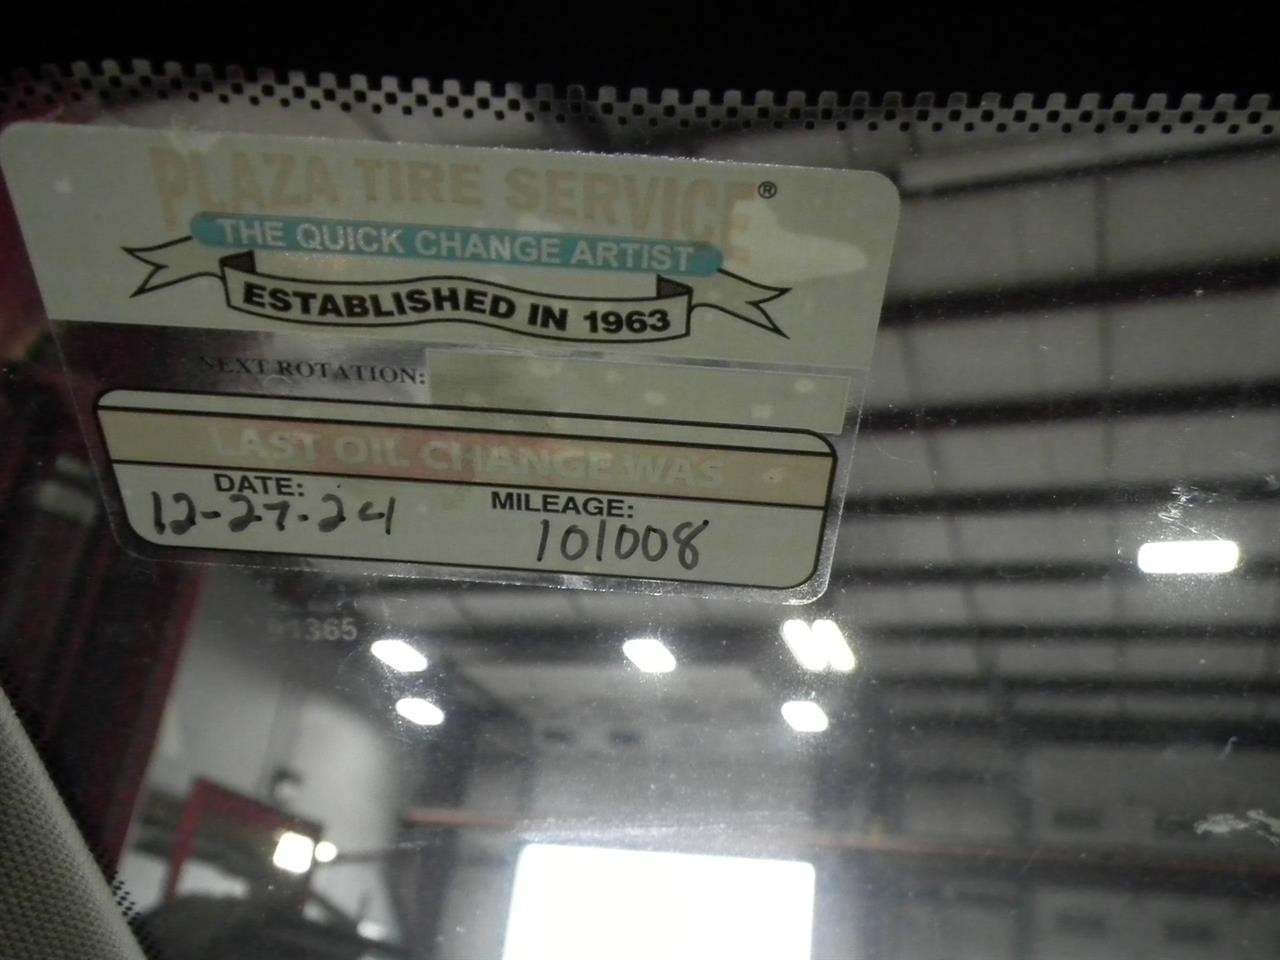 PLAZA TIRE SERVICE®
THE QUICK CHANGE ARTIST
ESTABLISHED IN 1963
NEXT ROTATION:
LAST OIL CHANGE WAS
DATE: MILEAGE:
12-27-24 101008